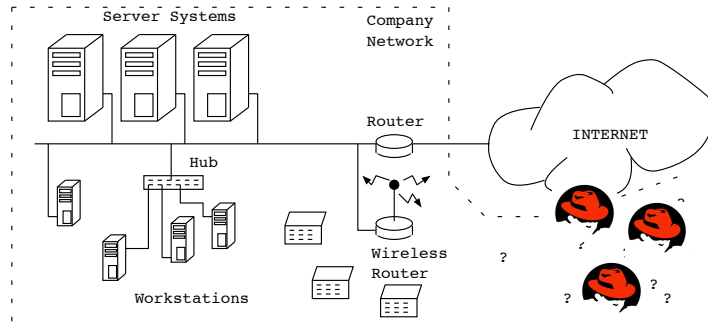 Server Systems
Company
Network
Router
INTERNET
Hub
Wireless
Router
Workstations
?
?
?
?
?
?